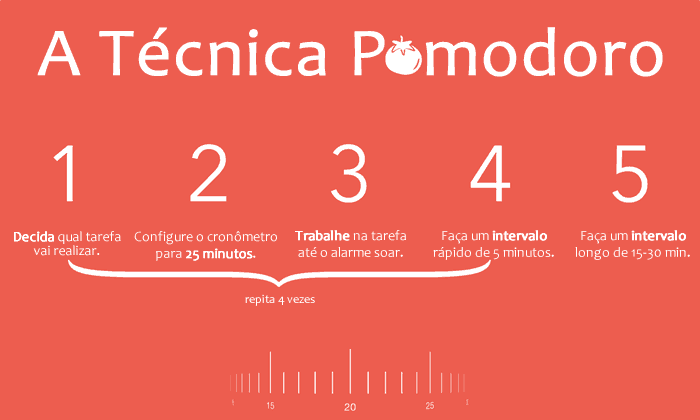 A Técnica Pomodoro
1
2
3
4
5
Decida qual tarefa
vai realizar.
Configure o cronômetro
para 25 minutos.
Trabalhe na tarefa
até o alarme soar.
Faça um intervalo
rápido de 5 minutos.
Faça um intervalo
longo de 15-30 min.
repita 4 vezes
15
20
25